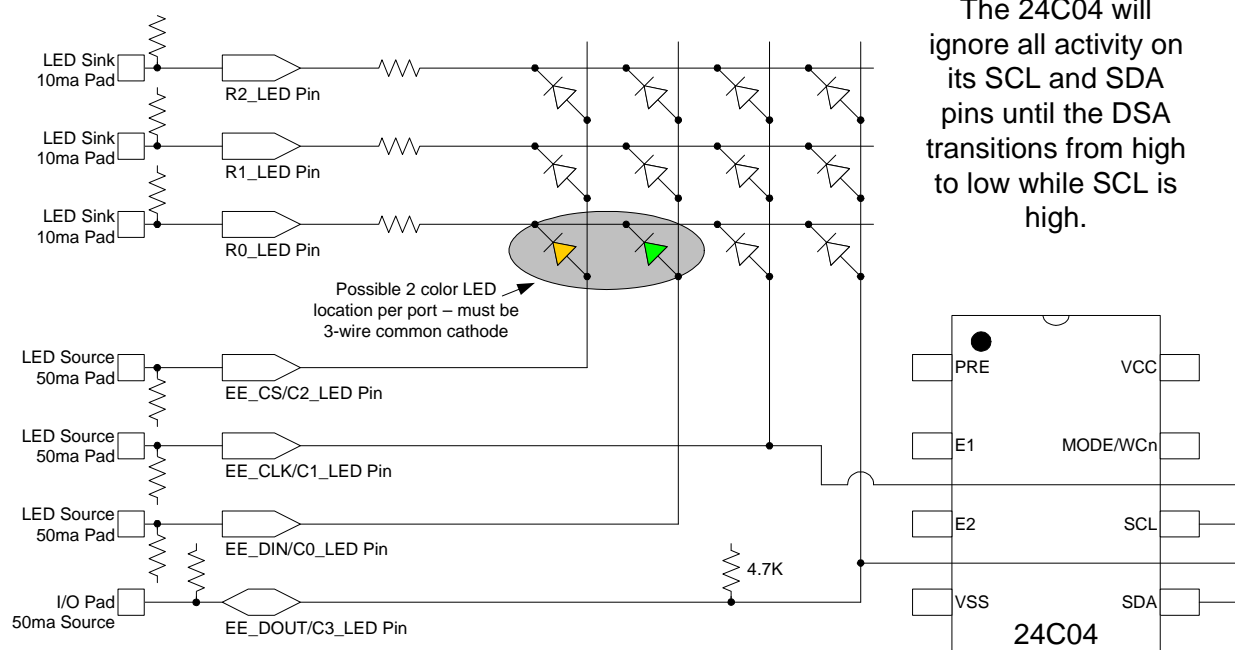 The 24C04 will
ignore all activity on
its SCL and SDA
pins until the DSA
transitions from high
to low while SCL is
high.
LED Sink
10ma Pad
R2_LED Pin
LED Sink
10ma Pad
R1_LED Pin
LED Sink
10ma Pad
R0_LED Pin
Possible 2 color LED
location per port – must be
3-wire common cathode
LED Source
50ma Pad
EE_CS/C2_LED Pin
LED Source
50ma Pad
EE_CLK/C1_LED Pin
LED Source
50ma Pad
EE_DIN/C0_LED Pin
4.7K
I/O Pad
50ma Source
EE_DOUT/C3_LED Pin
PRE
VCC
E1
MODE/WCn
E2
SCL
VSS
SDA
24C04